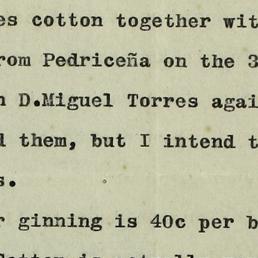 es cotton together wit
rom Pedriceña on the 3
n D.Miguel Torres agai
d them, but I intend t
s.
r ginning is 40c per b